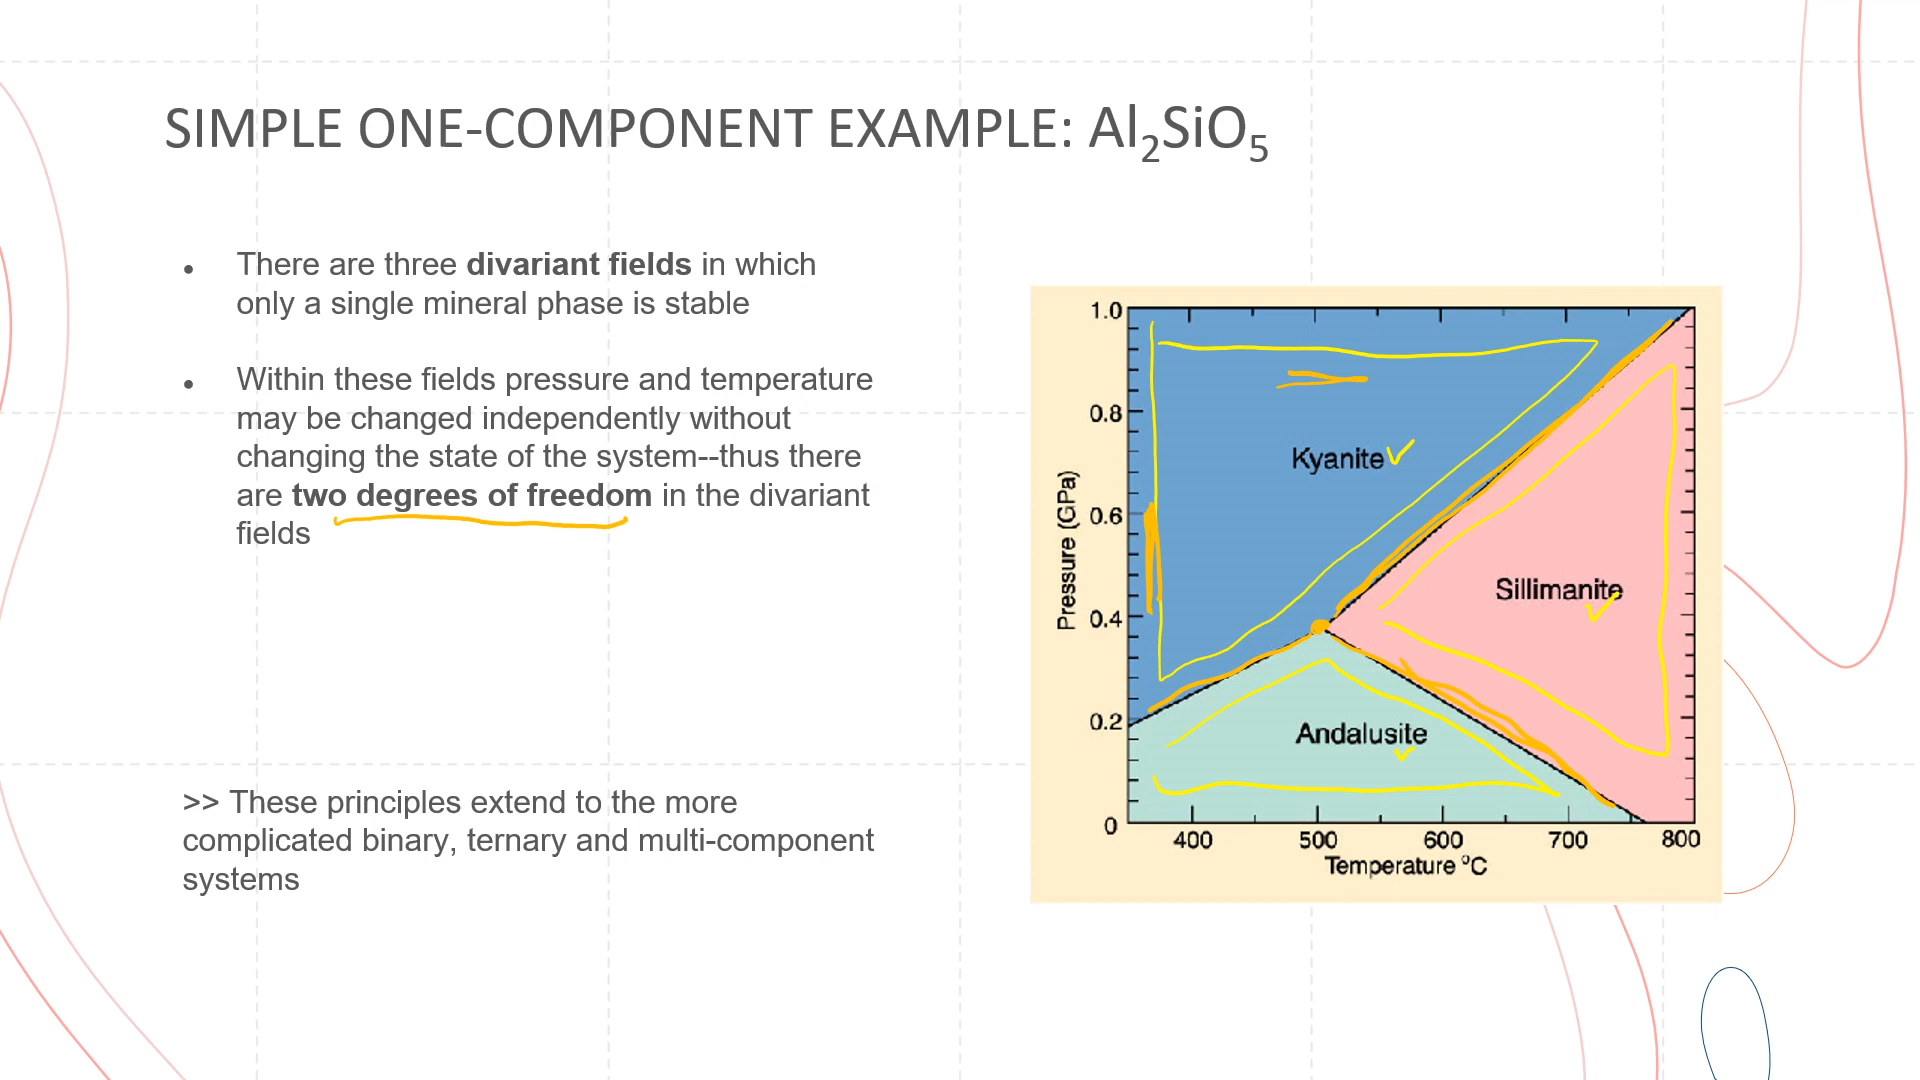 SIMPLE ONE-COMPONENT EXAMPLE: Al₂SiO₅
• There are three divariant fields in which
only a single mineral phase is stable
• Within these fields pressure and temperature
may be changed independently without
changing the state of the system--thus there
are two degrees of freedom in the divariant
fields
>> These principles extend to the more
complicated binary, ternary and multi-component
systems
1.0
0.8
0.6
0.4
0.2
0
Pressure (GPa)
Kyanite
Sillimanite
Andalusite
400 500 600 700 800
Temperature °C